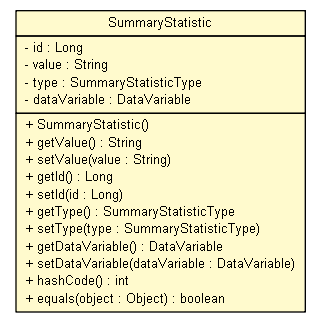 SummaryStatistic
- id : Long
- value : String
- type : SummaryStatisticType
- dataVariable : DataVariable
+ SummaryStatistic()
+ getValue() : String
+ setValue(value : String)
+ getId() : Long
+ setId(id : Long)
+ getType() : SummaryStatisticType
+ setType(type : SummaryStatisticType)
+ getDataVariable() : DataVariable
+ setDataVariable(dataVariable : DataVariable)
+ hashCode() : int
+ equals(object : Object) : boolean